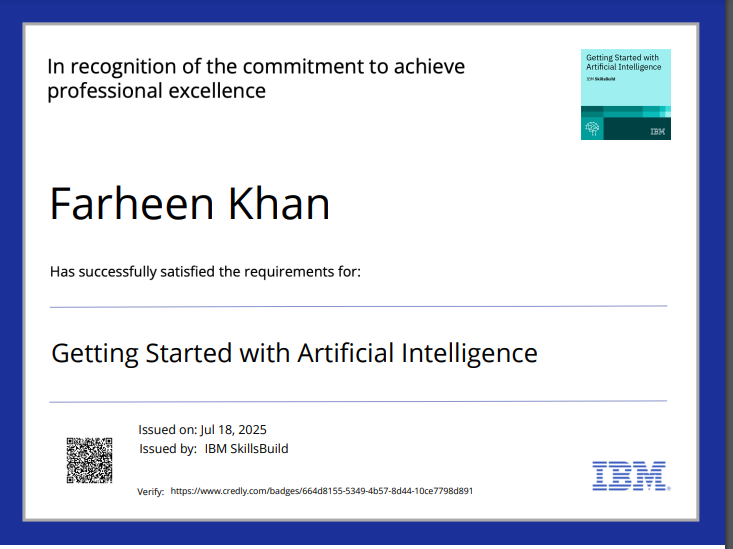 In recognition of the commitment to achieve
professional excellence
Getting Started with
Artificial Intelligence
IBM SkillsBuild
IBM
Farheen Khan
Has successfully satisfied the requirements for:
Getting Started with Artificial Intelligence
Issued on: Jul 18, 2025
Issued by: IBM SkillsBuild
Verify: https://www.credly.com/badges/664d8155-5349-4b57-8d44-10ce7798d891
IBM®